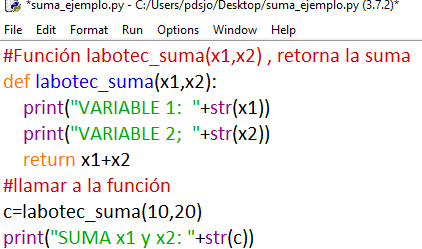 *suma_ejemplo.py - C:/Users/pdsjo/Desktop/suma_ejemplo.py (3.7.2)*
File Edit Format Run Options Window Help
#Función labotec_suma(x1,x2) , retorna la suma
def labotec_suma(x1,x2):
    print("VARIABLE 1:  "+str(x1))
    print("VARIABLE 2;  "+str(x2))
    return x1+x2
#llamar a la función
c=labotec_suma(10,20)
print("SUMA x1 y x2: "+str(c))